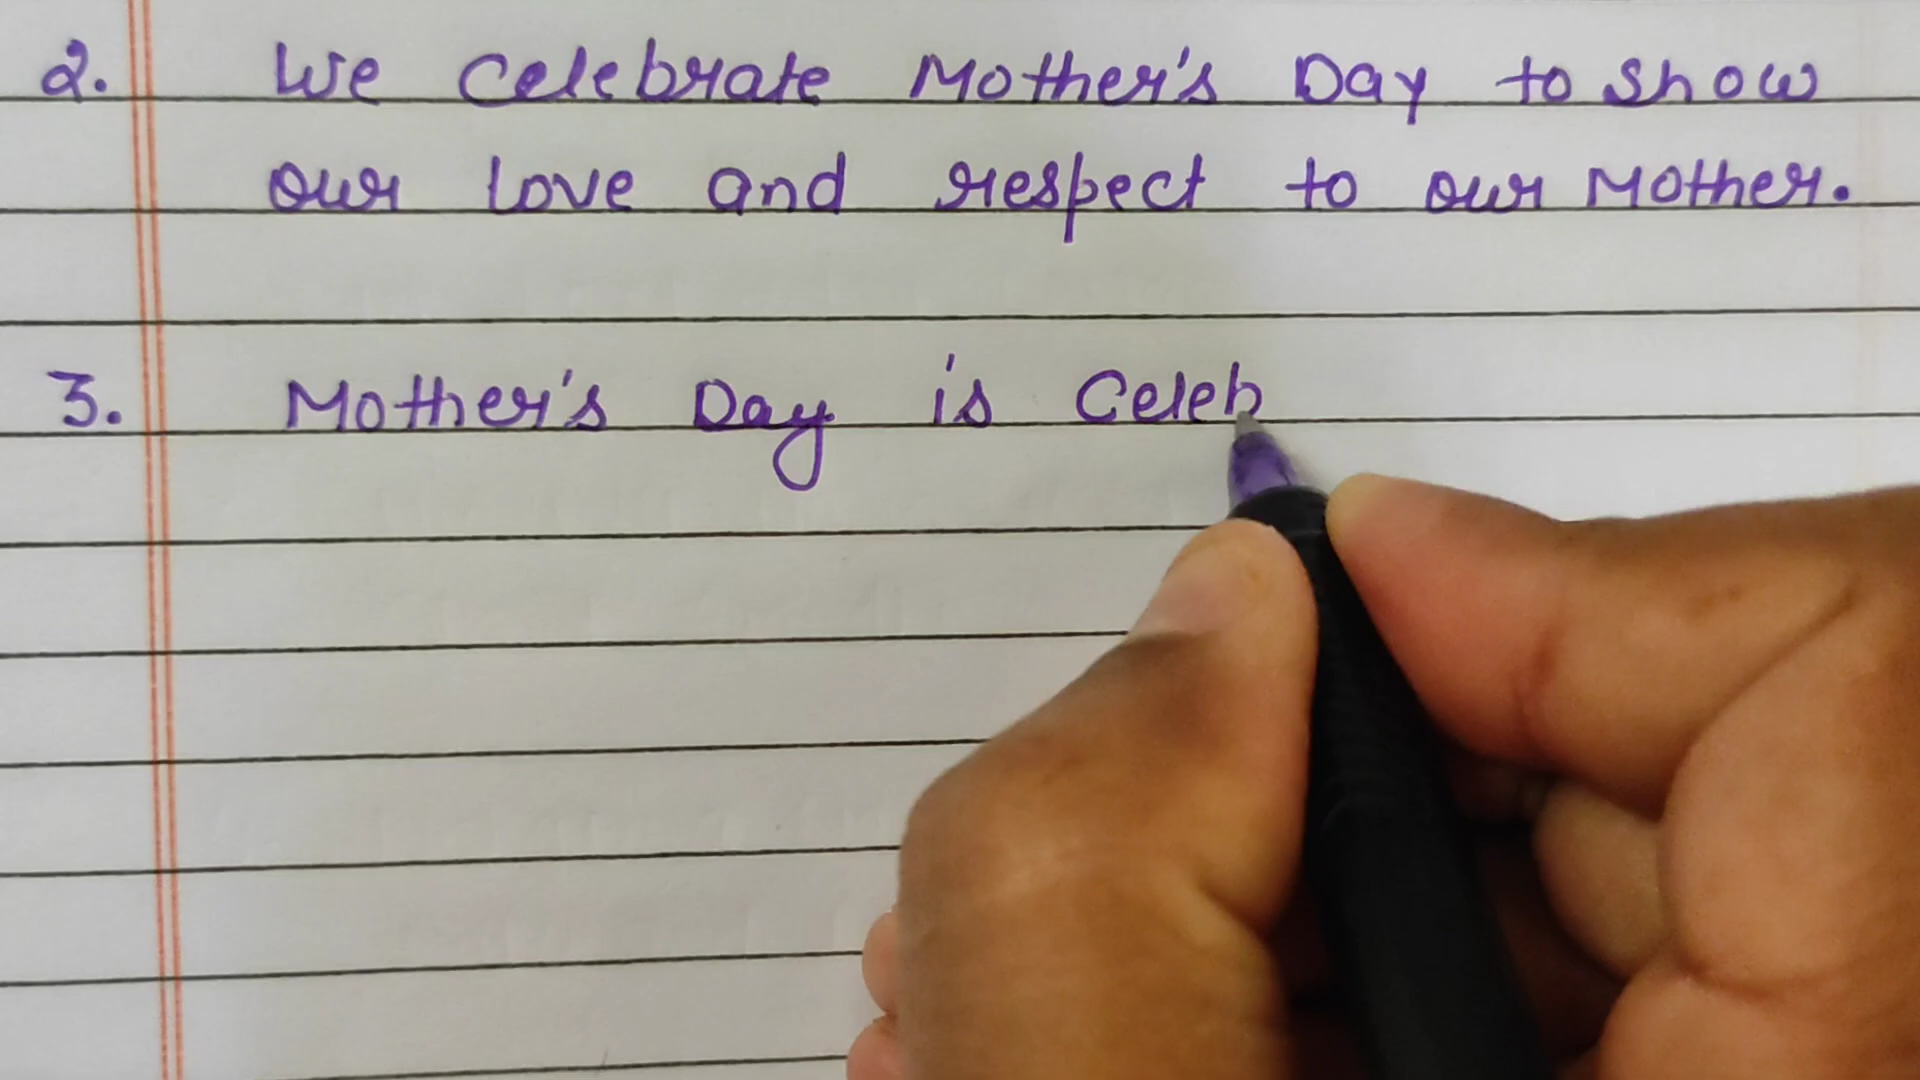 2. We Celebrate Mother's Day to show
our love and respect to our Mother.
3. Mother's Day is Celeb